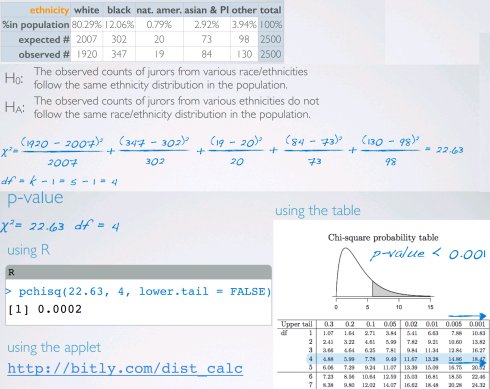 ethnicity white black nat. amer. asian & PI other total
%in population 80.29% 12.06% 0.79% 2.92% 3.94% 100%
expected # 2007 302 20 73 98 2500
observed # 1920 347 19 84 130 2500
H0: The observed counts of jurors from various race/ethnicities
follow the same ethnicity distribution in the population.
HA: The observed counts of jurors from various ethnicities do not
follow the same race/ethnicity distribution in the population.
χ²= (1920 - 2007)²/2007 + (347 - 302)²/302 + (19 - 20)²/20 + (84 - 73)²/73 + (130 - 98)²/98 = 22.63
df = k - 1 = 5 - 1 = 4
p-value
χ²= 22.63 df = 4
using R
R
> pchisq(22.63, 4, lower.tail = FALSE)
[1] 0.0002
using the applet
http://bitly.com/dist_calc
using the table
Chi-square probability table
p-value < 0.001
0 5 10 15
Upper tail 0.3 0.2 0.1 0.05 0.02 0.01 0.005 0.001
df 1 1.07 1.64 2.71 3.84 5.41 6.63 7.88 10.83
2 2.41 3.22 4.61 5.99 7.82 9.21 10.60 13.82
3 3.66 4.64 6.25 7.81 9.84 11.34 12.84 16.27
4 4.88 5.99 7.78 9.49 11.67 13.28 14.86 18.47
5 6.06 7.29 9.24 11.07 13.39 15.09 16.75 20.52
6 7.23 8.56 10.64 12.59 15.03 16.81 18.55 22.46
7 8.38 9.80 12.02 14.07 16.62 18.48 20.28 24.32